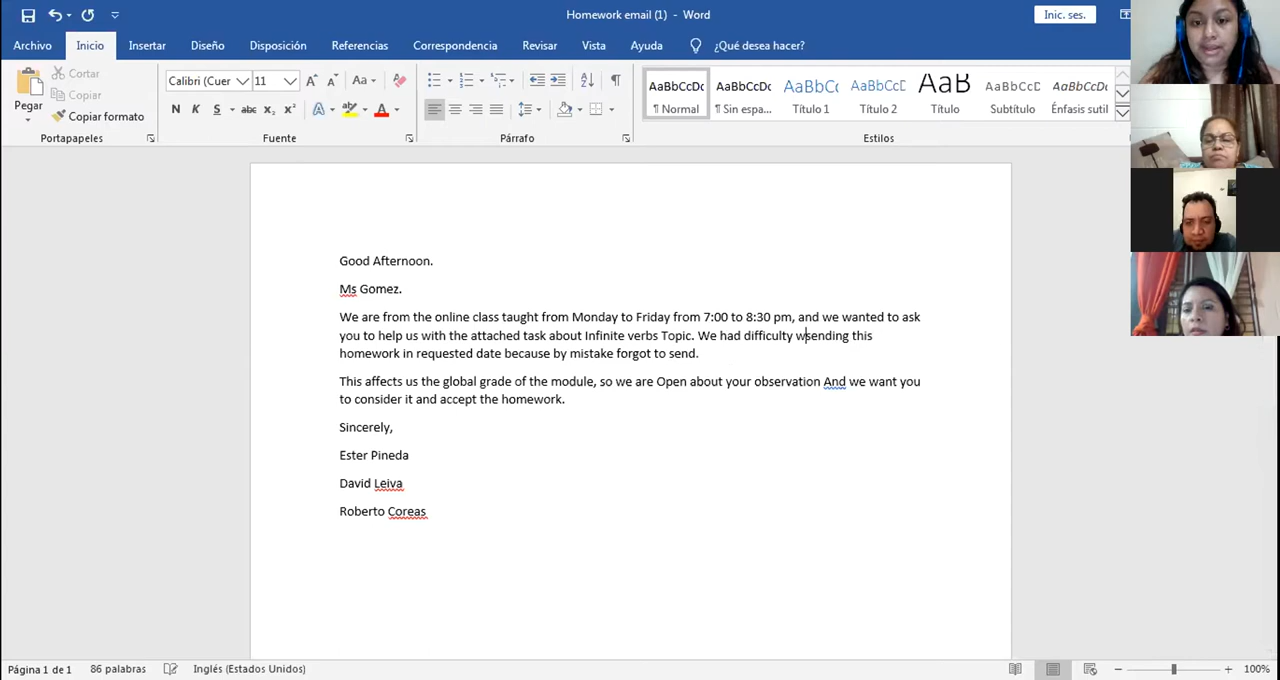 Homework email (1) - Word
Inic. ses.
Archivo Inicio Insertar Diseño Disposición Referencias Correspondencia Revisar Vista Ayuda ¿Qué desea hacer?
Pegar
Cortar
Copiar
Copiar formato
Portapapeles
Calibri (Cuer 11
Aa
N K S abc x₂ x²
Fuente
Párrafo
AaBbCcDc AaBbCcDc AaBbCc AaBbCcD AaB AaBbCcD AaBbCcDc
¶ Normal ¶ Sin espa... Título 1 Título 2 Título Subtítulo Énfasis sutil
Estilos
Good Afternoon.
Ms Gomez.
We are from the online class taught from Monday to Friday from 7:00 to 8:30 pm, and we wanted to ask
you to help us with the attached task about Infinite verbs Topic. We had difficulty wsending this
homework in requested date because by mistake forgot to send.
This affects us the global grade of the module, so we are Open about your observation And we want you
to consider it and accept the homework.
Sincerely,
Ester Pineda
David Leiva
Roberto Coreas
Página 1 de 1 86 palabras Inglés (Estados Unidos) 100%